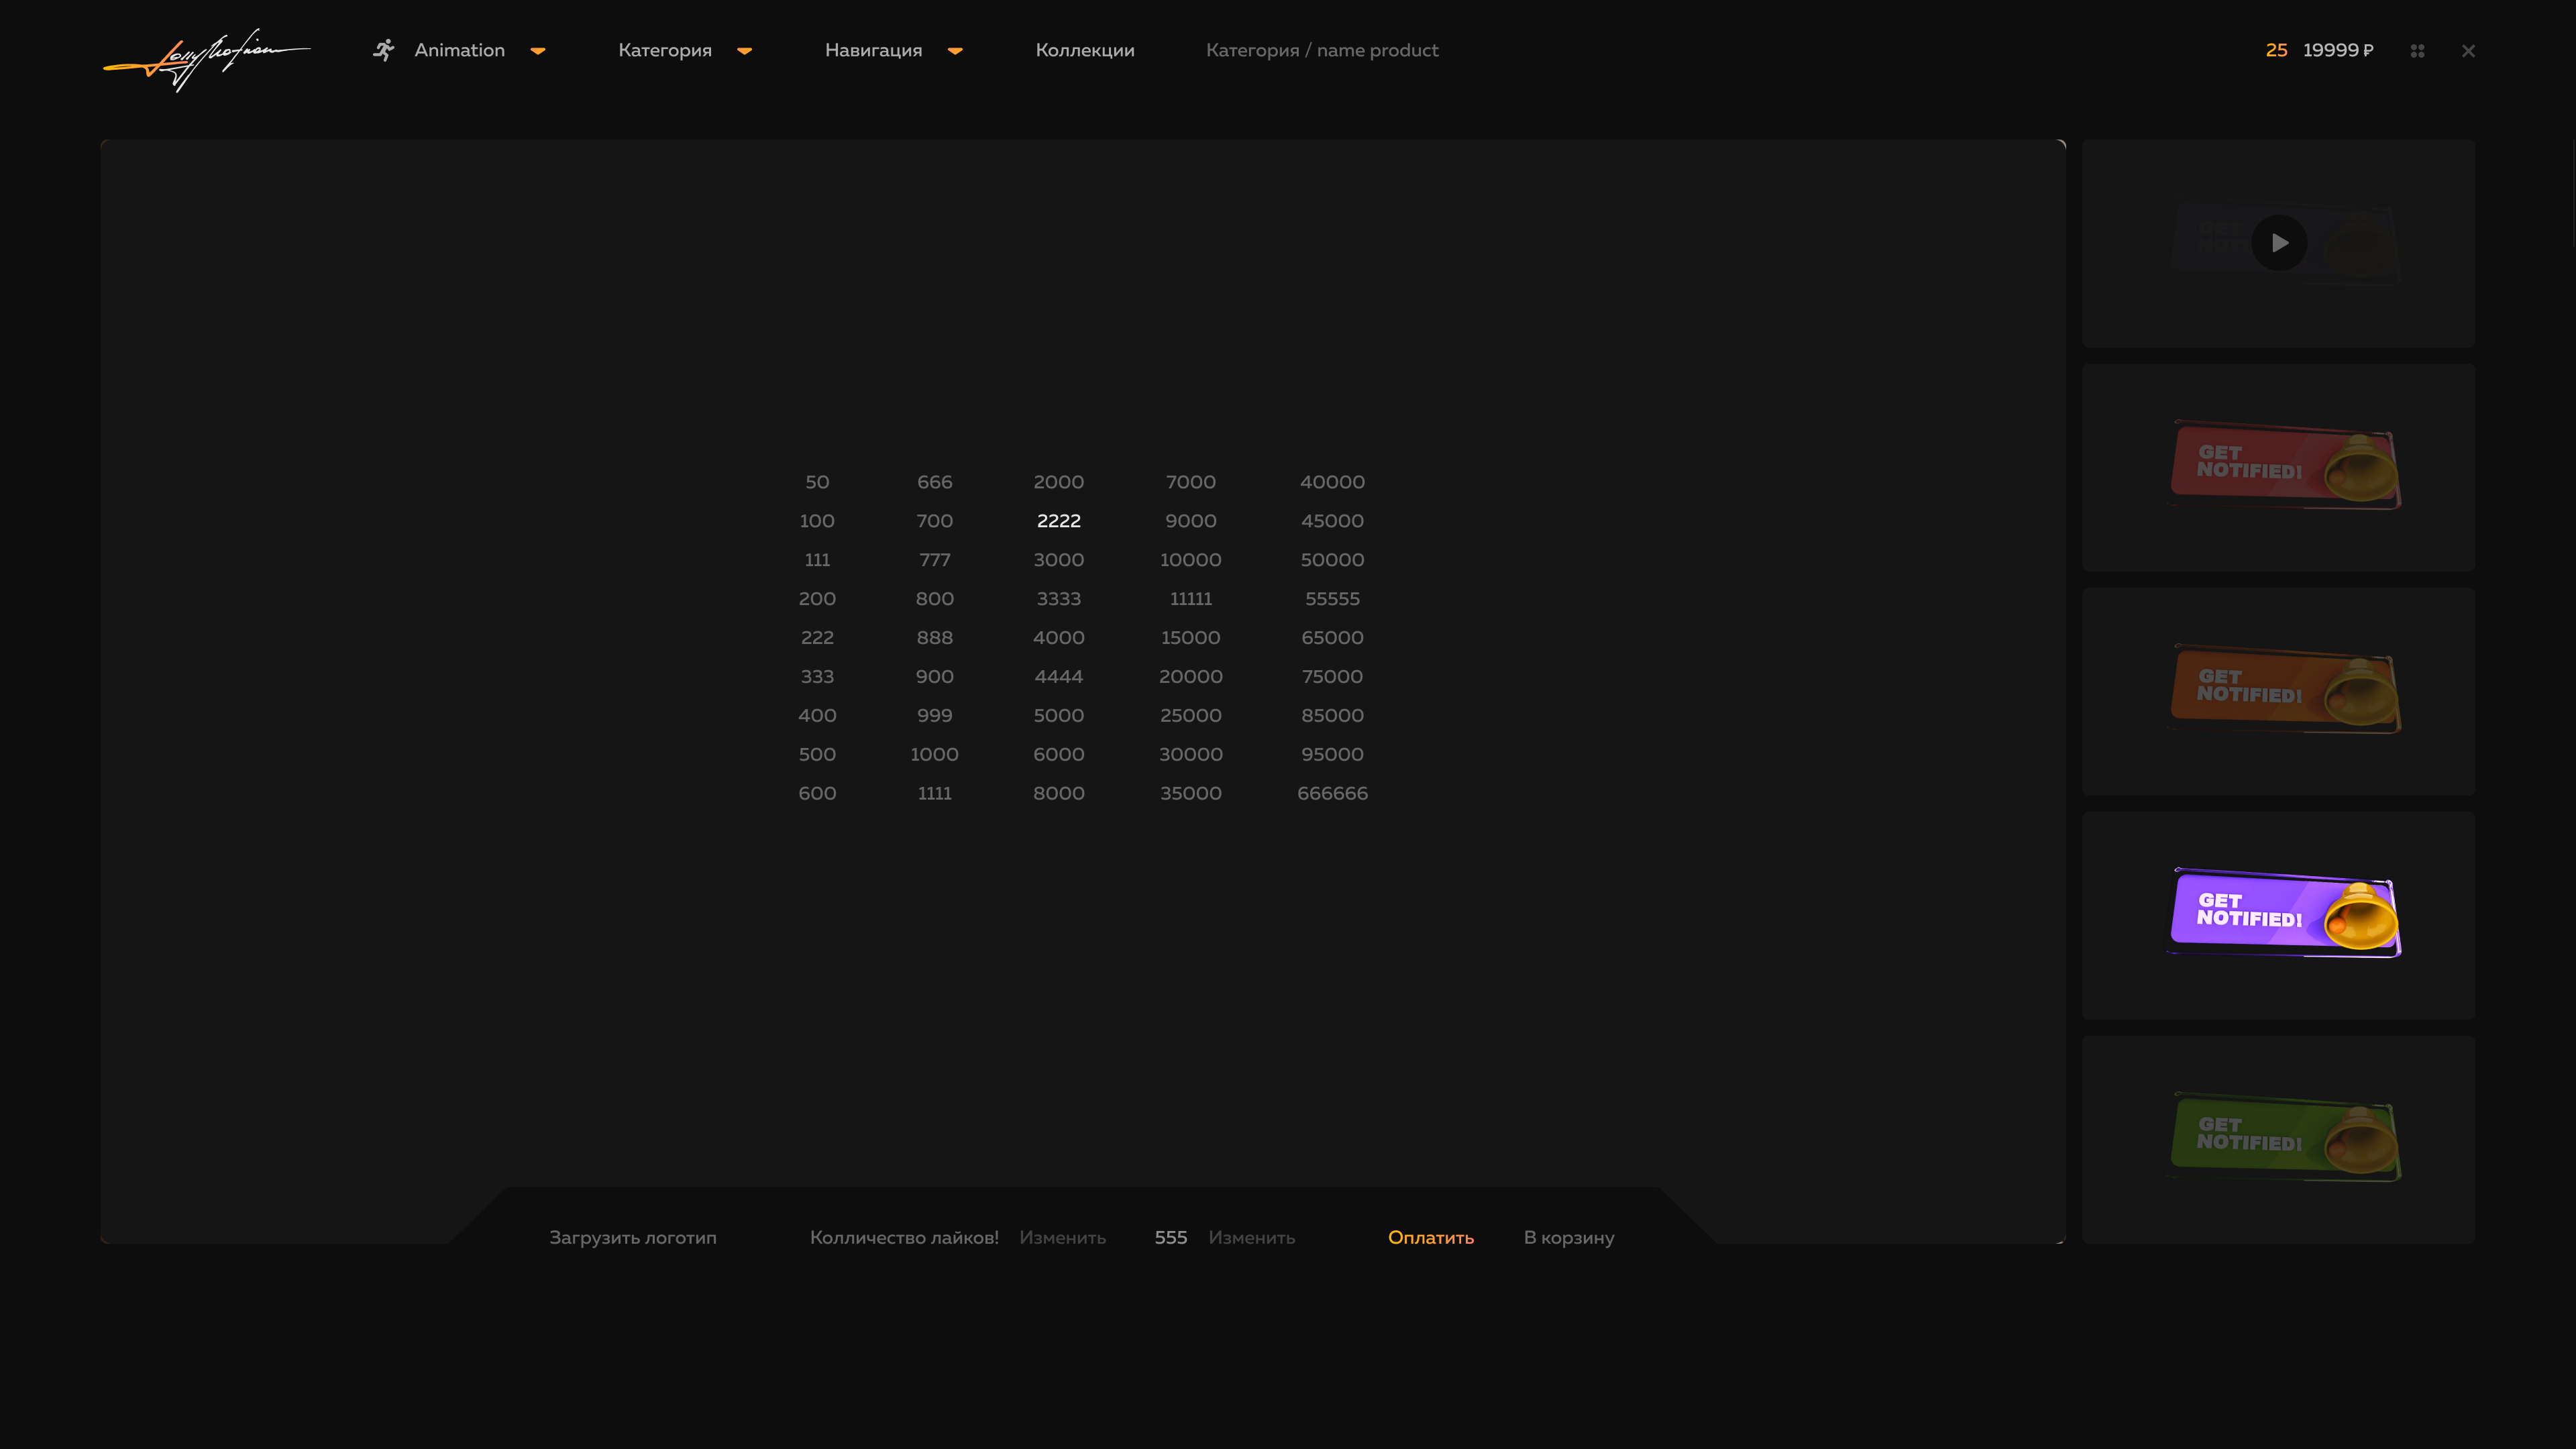 Animation
Категория
Навигация
Коллекции
Категория / name product
25 19999 ₽
50 666 2000 7000 40000
100 700 2222 9000 45000
111 777 3000 10000 50000
200 800 3333 11111 55555
222 888 4000 15000 65000
333 900 4444 20000 75000
400 999 5000 25000 85000
500 1000 6000 30000 95000
600 1111 8000 35000 666666
GET
GET
NOTIFIED!
GET
NOTIFIED!
GET
NOTIFIED!
GET
NOTIFIED!
Загрузить логотип
Колличество лайков! Изменить
555 Изменить
Оплатить
В корзину